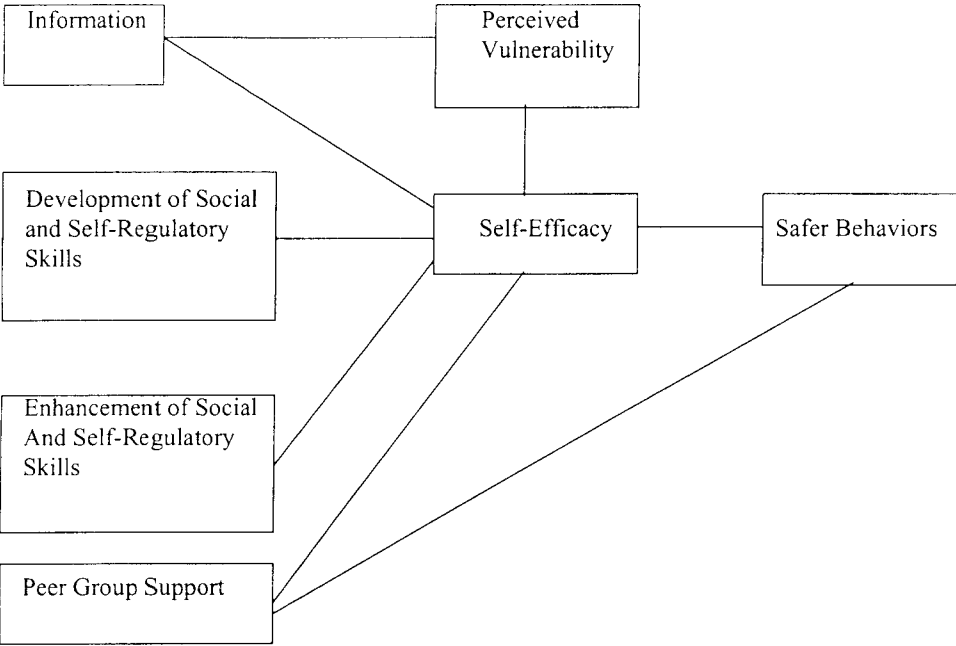 Information
Perceived
Vulnerability
Development of Social
and Self-Regulatory
Skills
Self-Efficacy
Safer Behaviors
Enhancement of Social
And Self-Regulatory
Skills
Peer Group Support